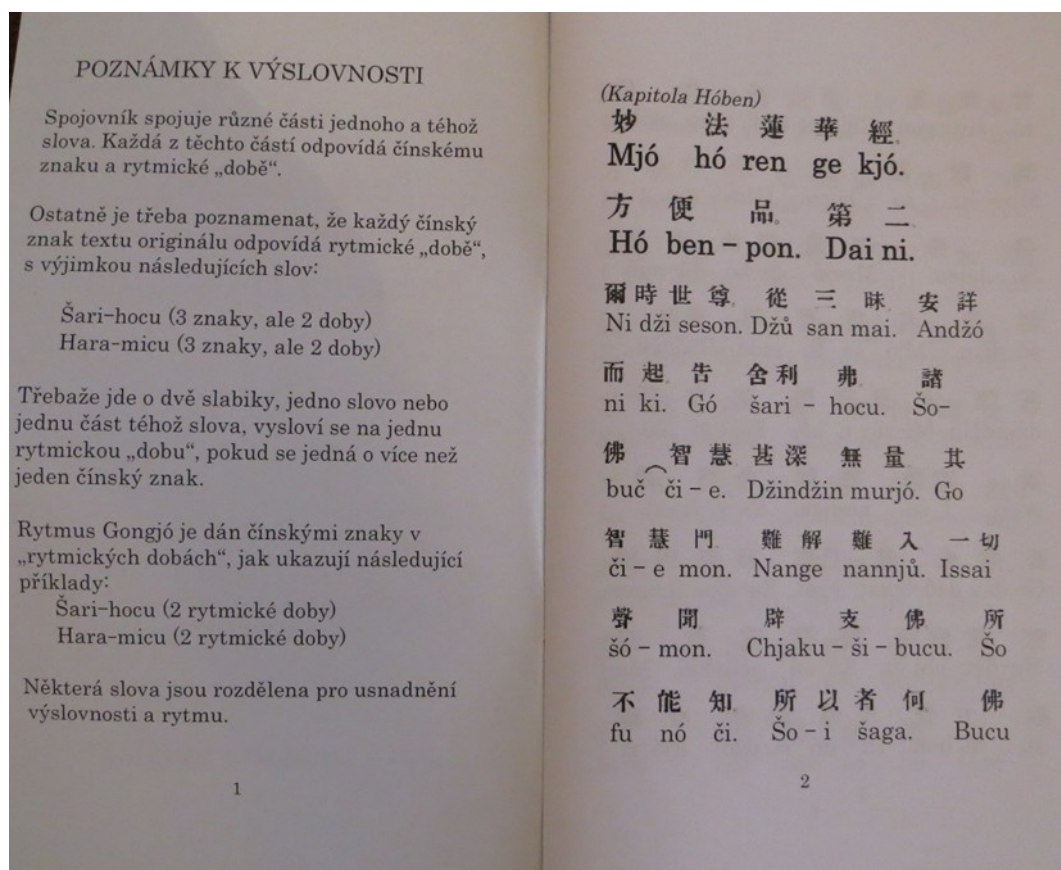 POZNÁMKY K VÝSLOVNOSTI
Spojovník spojuje různé části jednoho a téhož
slova. Každá z těchto částí odpovídá čínskému
znaku a rytmické „době“.
Ostatně je třeba poznamenat, že každý čínský
znak textu originálu odpovídá rytmické „době“,
s výjimkou následujících slov:
Šari-hocu (3 znaky, ale 2 doby)
Hara-micu (3 znaky, ale 2 doby)
Třebaže jde o dvě slabiky, jedno slovo nebo
jednu část téhož slova, vysloví se na jednu
rytmickou „dobu“, pokud se jedná o více než
jeden čínský znak.
Rytmus Gongjó je dán čínskými znaky v
„rytmických dobách“, jak ukazují následující
příklady:
Šari-hocu (2 rytmické doby)
Hara-micu (2 rytmické doby)
Některá slova jsou rozdělena pro usnadnění
výslovnosti a rytmu.
1
(Kapitola Hóben)
妙 法 蓮 華 經。
Mjó hó ren ge kjó.
方 便 品。 第 二
Hó ben – pon. Dai ni.
爾 時 世 尊。 從 三 昧 安 詳
Ni dži seson. Džů san mai. Andžó
而 起。 告 舍 利 弗 諸
ni ki. Gó šari – hocu. Šo-
佛 智 慧 甚 深 無 量 其
buč či – e. Džindžin murjó. Go
智 慧 門 難 解 難 入 一 切
či – e mon. Nange nannjů. Issai
聲 聞 辟 支 佛 所
šó – mon. Chjaku – ši – bucu. Šo
不 能 知。 所 以 者 何。 佛
fu nó či. Šo – i šaga. Bucu
2